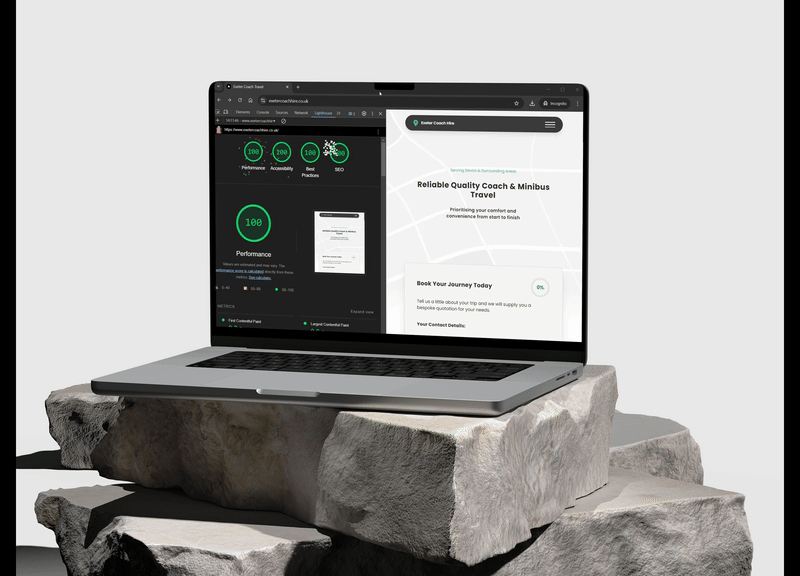 Exeter Coach Travel
exetercoachhire.co.uk
Incognito
Elements Console Sources Network Lighthouse
https://www.exetercoachhire.co.uk/
100 100 100 100
Performance Accessibility Best Practices SEO
100
Performance
Values are estimated and may vary. The
performance score is calculated directly from these
metrics. See calculator.
0-49 50-89 90-100
METRICS
Expand view
First Contentful Paint Largest Contentful Paint
Exeter Coach Hire
Serving Devon & Surrounding Areas
Reliable Quality Coach & Minibus
Travel
Prioritising your comfort and
convenience from start to finish
Book Your Journey Today
0%
Tell us a little about your trip and we will supply you a
bespoke quotation for your needs.
Your Contact Details: